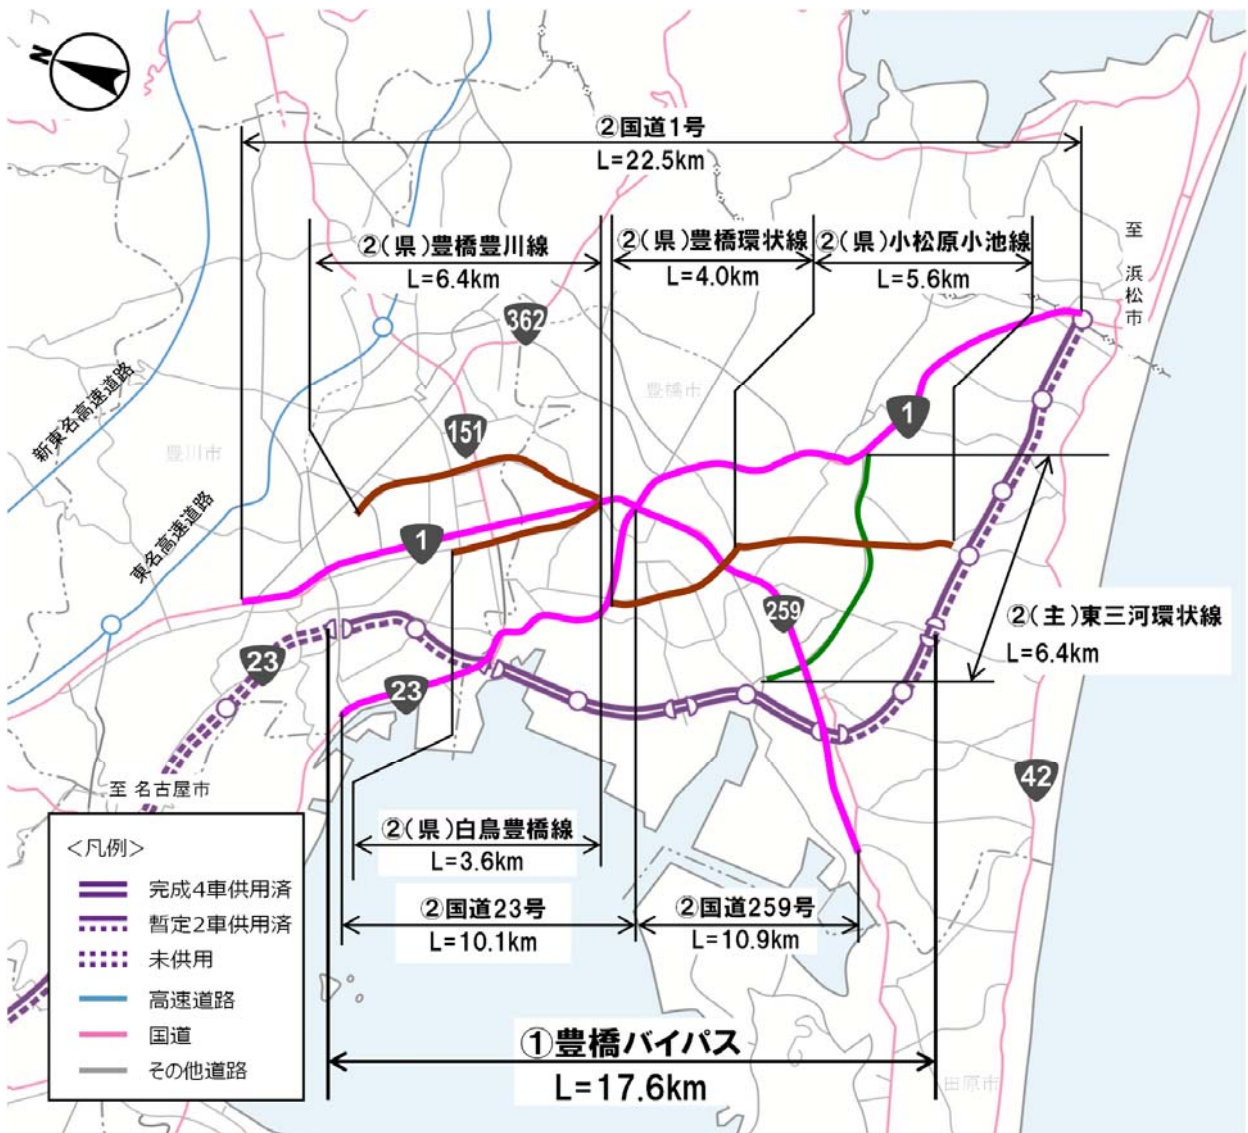 N
②国道1号
L=22.5km
②(県)豊橋豊川線
L=6.4km
②(県)豊橋環状線
L=4.0km
②(県)小松原小池線
L=5.6km
至 浜松市
362
新東名高速道路
豊橋市
1
151
豊川市
東名高速道路
1
259
②(主)東三河環状線
L=6.4km
23
23
42
至 名古屋市
②(県)白鳥豊橋線
L=3.6km
②国道23号
L=10.1km
②国道259号
L=10.9km
①豊橋バイパス
L=17.6km
田原市
<凡例>
完成4車供用済
暫定2車供用済
未供用
高速道路
国道
その他道路